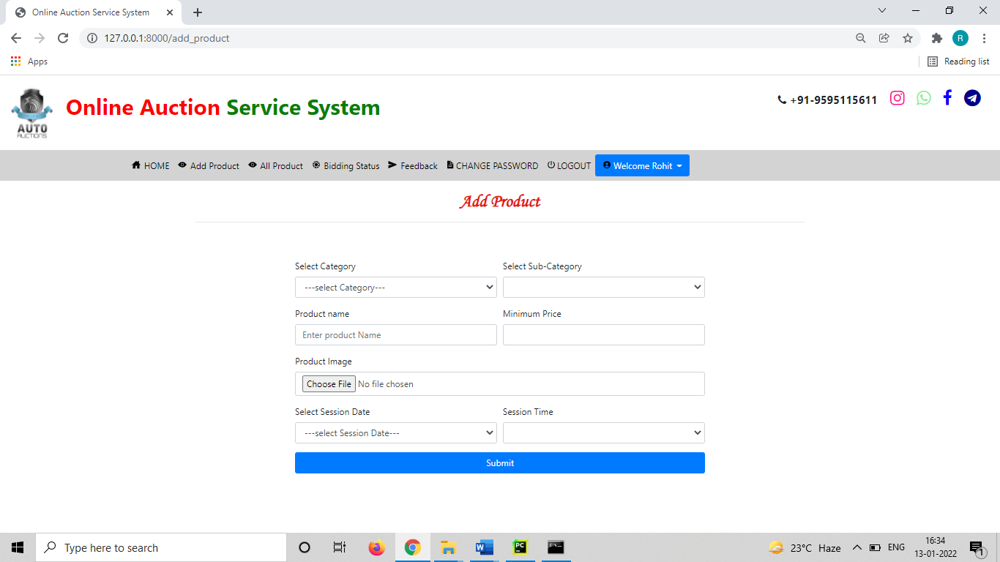 Online Auction Service System
127.0.0.1:8000/add_product
R
Apps
Reading list
AUTO
AUCTIONS
Online Auction Service System
+91-9595115611
HOME Add Product All Product Bidding Status Feedback CHANGE PASSWORD LOGOUT Welcome Rohit
Add Product
Select Category Select Sub-Category
---select Category---
Product name Minimum Price
Enter product Name
Product Image
Choose File No file chosen
Select Session Date Session Time
---select Session Date---
Submit
Type here to search
W
PC
23°C Haze
ENG
16:34
13-01-2022
1